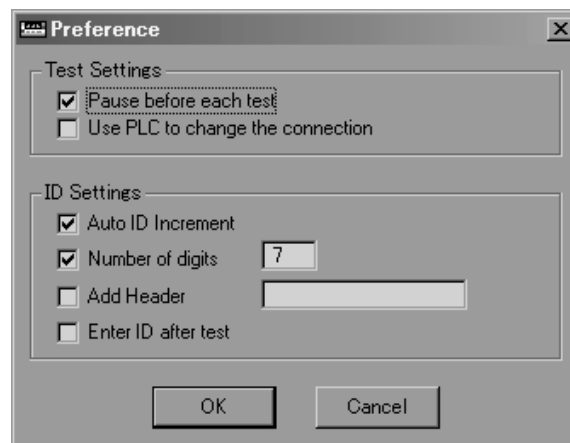 Preference
Test Settings
Pause before each test
Use PLC to change the connection
ID Settings
Auto ID Increment
Number of digits 7
Add Header
Enter ID after test
OK Cancel